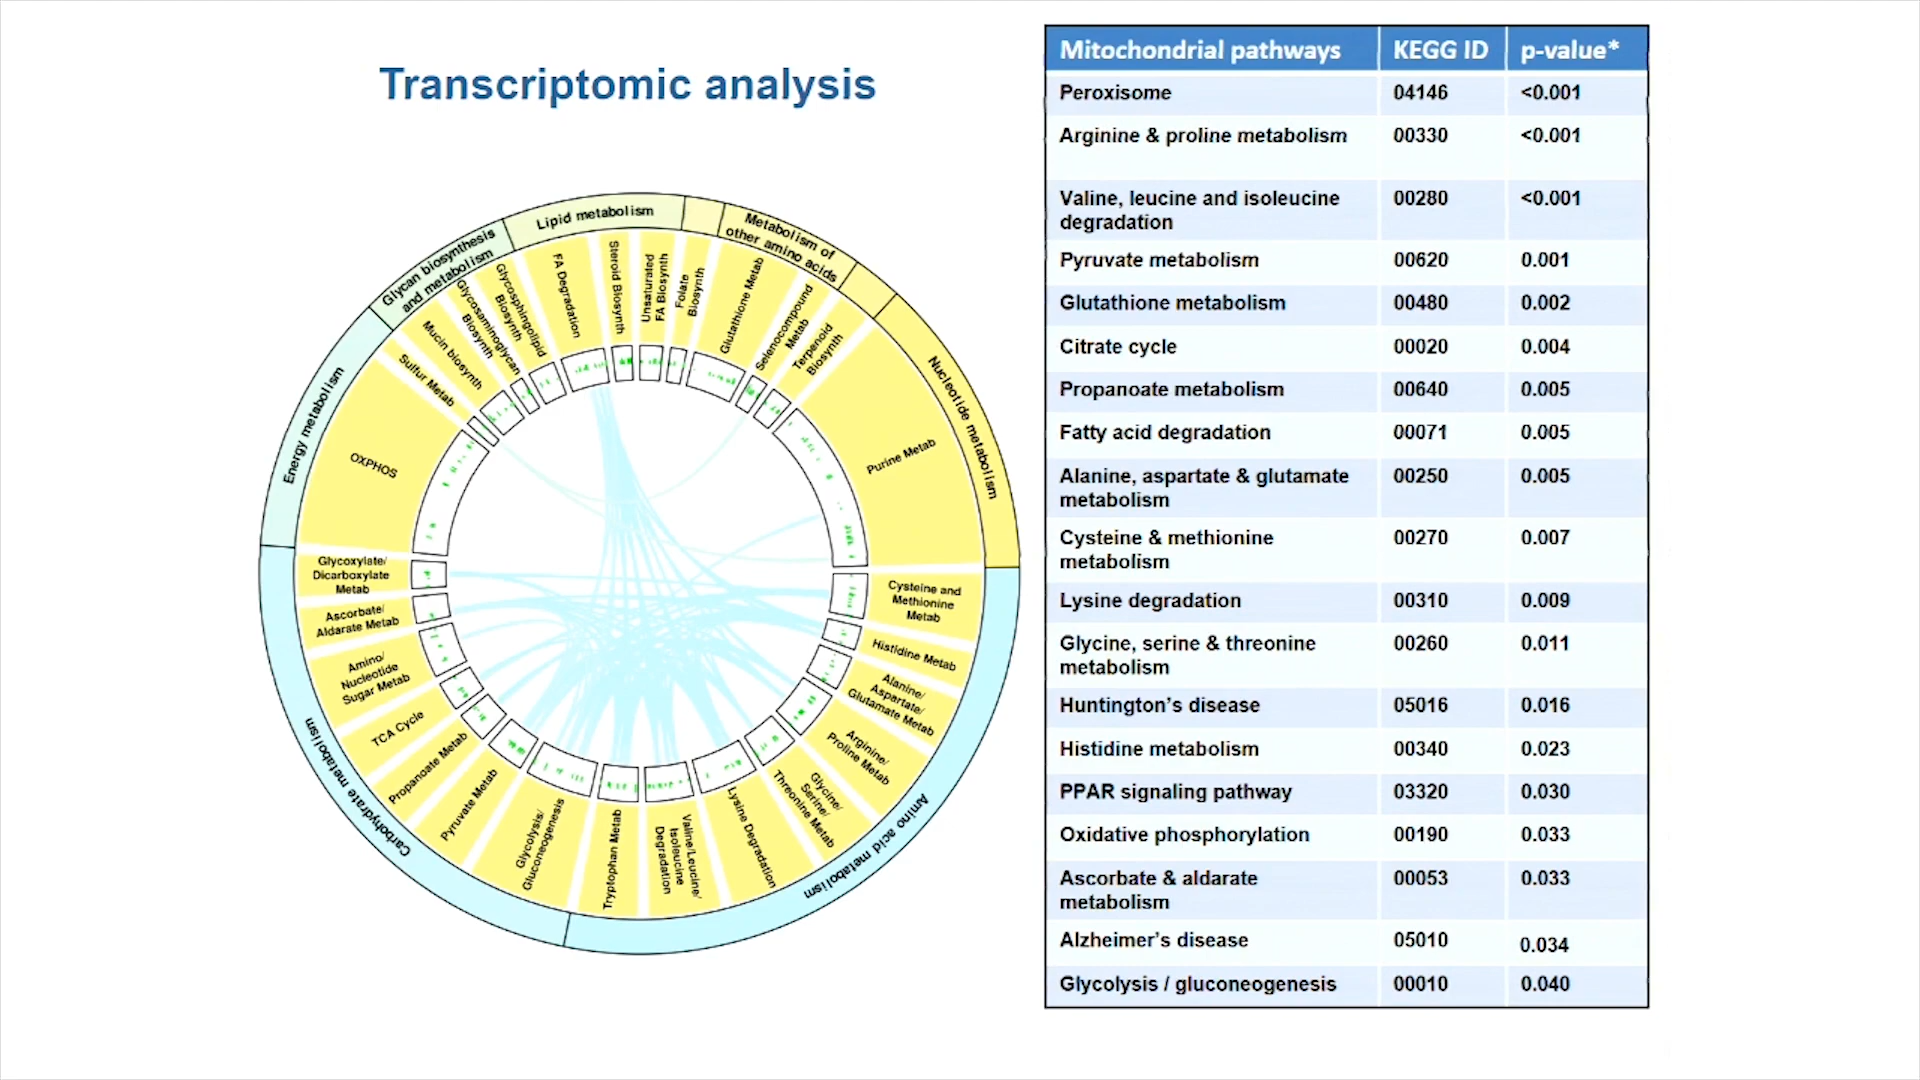 Transcriptomic analysis
Glycan biosynthesis
and metabolism
Lipid metabolism
Metabolism of
other amino acids
Nucleotide metabolism
Amino acid metabolism
Carbohydrate metabolism
Energy metabolism
OXPHOS
Sulfur Metab
Mucin biosynth
Glycosaminoglycan
Biosynth
Glycosphingolipid
Biosynth
FA Degradation
Steroid Biosynth
Unsaturated
FA Biosynth
Folate
Biosynth
Glutathione Metab
Selenocompound
Metab
Terpenoid
Biosynth
Purine Metab
Cysteine and
Methionine
Metab
Histidine Metab
Alanine/
Aspartate/
Glutamate Metab
Arginine/
Proline Metab
Glycine/
Serine/
Threonine Metab
Lysine Degradation
Valine/Leucine/
Isoleucine
Degradation
Tryptophan Metab
Glycolysis/
Gluconeogenesis
Pyruvate Metab
Propanoate Metab
TCA Cycle
Amino/
Nucleotide
Sugar Metab
Ascorbate/
Aldarate Metab
Glycoxylate/
Dicarboxylate
Metab
Mitochondrial pathways KEGG ID p-value*
Peroxisome 04146 <0.001
Arginine & proline metabolism 00330 <0.001
Valine, leucine and isoleucine 00280 <0.001
degradation
Pyruvate metabolism 00620 0.001
Glutathione metabolism 00480 0.002
Citrate cycle 00020 0.004
Propanoate metabolism 00640 0.005
Fatty acid degradation 00071 0.005
Alanine, aspartate & glutamate 00250 0.005
metabolism
Cysteine & methionine 00270 0.007
metabolism
Lysine degradation 00310 0.009
Glycine, serine & threonine 00260 0.011
metabolism
Huntington's disease 05016 0.016
Histidine metabolism 00340 0.023
PPAR signaling pathway 03320 0.030
Oxidative phosphorylation 00190 0.033
Ascorbate & aldarate 00053 0.033
metabolism
Alzheimer's disease 05010 0.034
Glycolysis / gluconeogenesis 00010 0.040